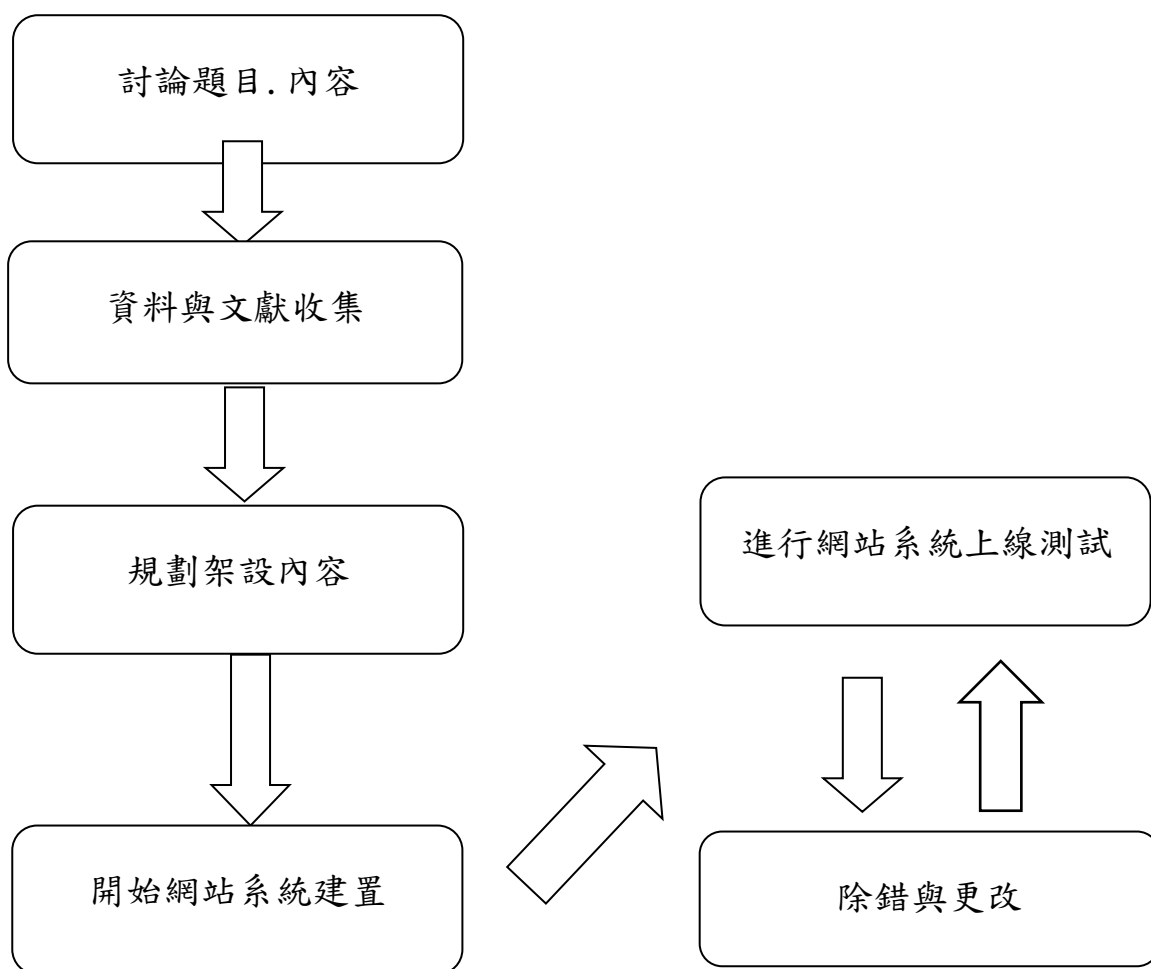 討論題目.內容
資料與文獻收集
規劃架設內容
開始網站系統建置
進行網站系統上線測試
除錯與更改